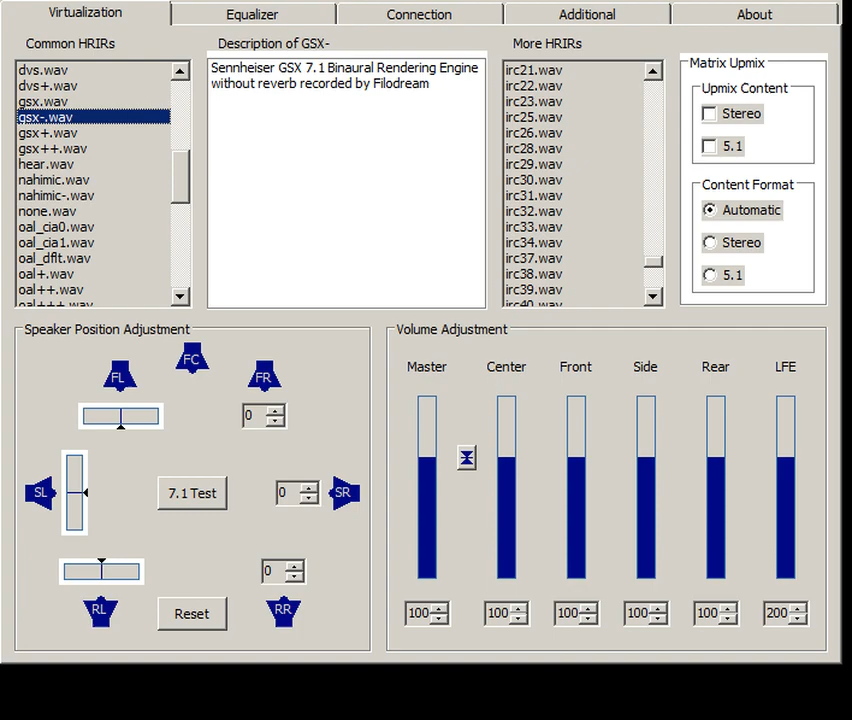 Virtualization
Equalizer
Connection
Additional
About
Common HRIRs
dvs.wav
dvs+.wav
gsx.wav
gsx-.wav
gsx+.wav
gsx++.wav
hear.wav
nahimic.wav
nahimic-.wav
none.wav
oal_cia0.wav
oal_cia1.wav
oal_dflt.wav
oal+.wav
oal++.wav
oal+++.wav
Description of GSX-
Sennheiser GSX 7.1 Binaural Rendering Engine
without reverb recorded by Filodream
More HRIRs
irc21.wav
irc22.wav
irc23.wav
irc25.wav
irc26.wav
irc28.wav
irc29.wav
irc30.wav
irc31.wav
irc32.wav
irc33.wav
irc34.wav
irc37.wav
irc38.wav
irc39.wav
irc40.wav
Matrix Upmix
Upmix Content
Stereo
5.1
Content Format
Automatic
Stereo
5.1
Speaker Position Adjustment
FL
FC
FR
0
SL
7.1 Test
0
SR
0
RL
Reset
RR
Volume Adjustment
Master
Center
Front
Side
Rear
LFE
100
100
100
100
100
200